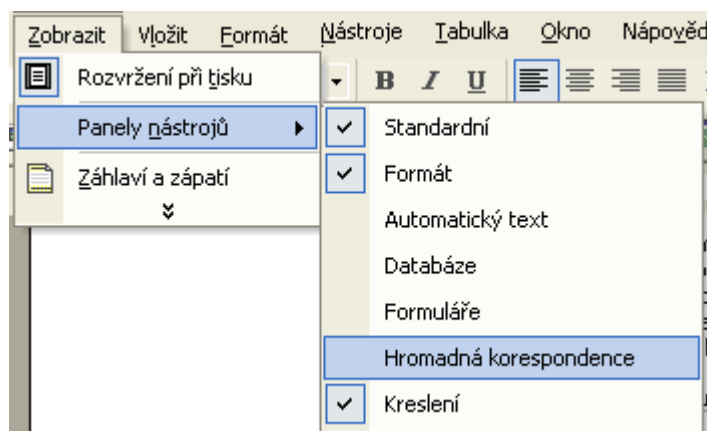 Zobrazit Vložit Formát Nástroje Tabulka Okno
Rozvržení při tisku
B I U
Panely nástrojů
Standardní
Záhlaví a zápatí
Formát
Automatický text
Databáze
Formuláře
Hromadná korespondence
Kreslení